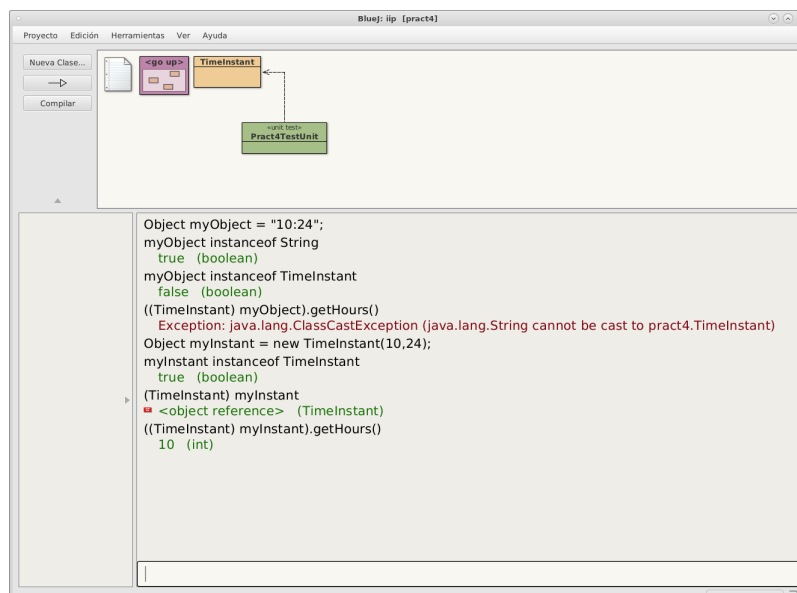 BlueJ: iip [pract4]
Proyecto Edición Herramientas Ver Ayuda
Nueva Clase...
Compilar
<go up>
TimeInstant
«unit test»
Pract4TestUnit
Object myObject = "10:24";
myObject instanceof String
true (boolean)
myObject instanceof TimeInstant
false (boolean)
((TimeInstant) myObject).getHours()
Exception: java.lang.ClassCastException (java.lang.String cannot be cast to pract4.TimeInstant)
Object myInstant = new TimeInstant(10,24);
myInstant instanceof TimeInstant
true (boolean)
(TimeInstant) myInstant
<object reference> (TimeInstant)
((TimeInstant) myInstant).getHours()
10 (int)